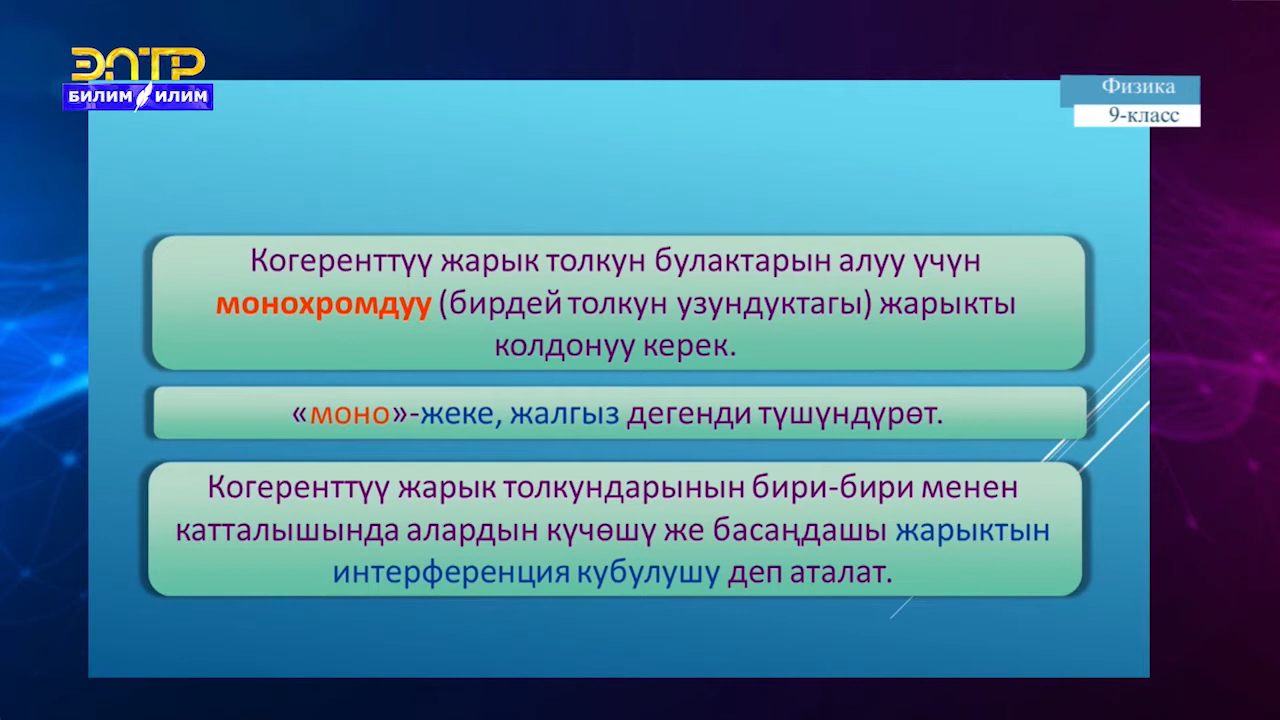 ЭЛТР
БИЛИМ ИЛИМ
Физика
9-класс
Когеренттүү жарык толкун булактарын алуу үчүн
монохромдуу (бирдей толкун узундуктагы) жарыкты
колдонуу керек.
«моно»-жеке, жалгыз дегенди түшүндүрөт.
Когеренттүү жарык толкундарынын бири-бири менен
катталышында алардын күчөшү же басаңдашы жарыктын
интерференция кубулушу деп аталат.